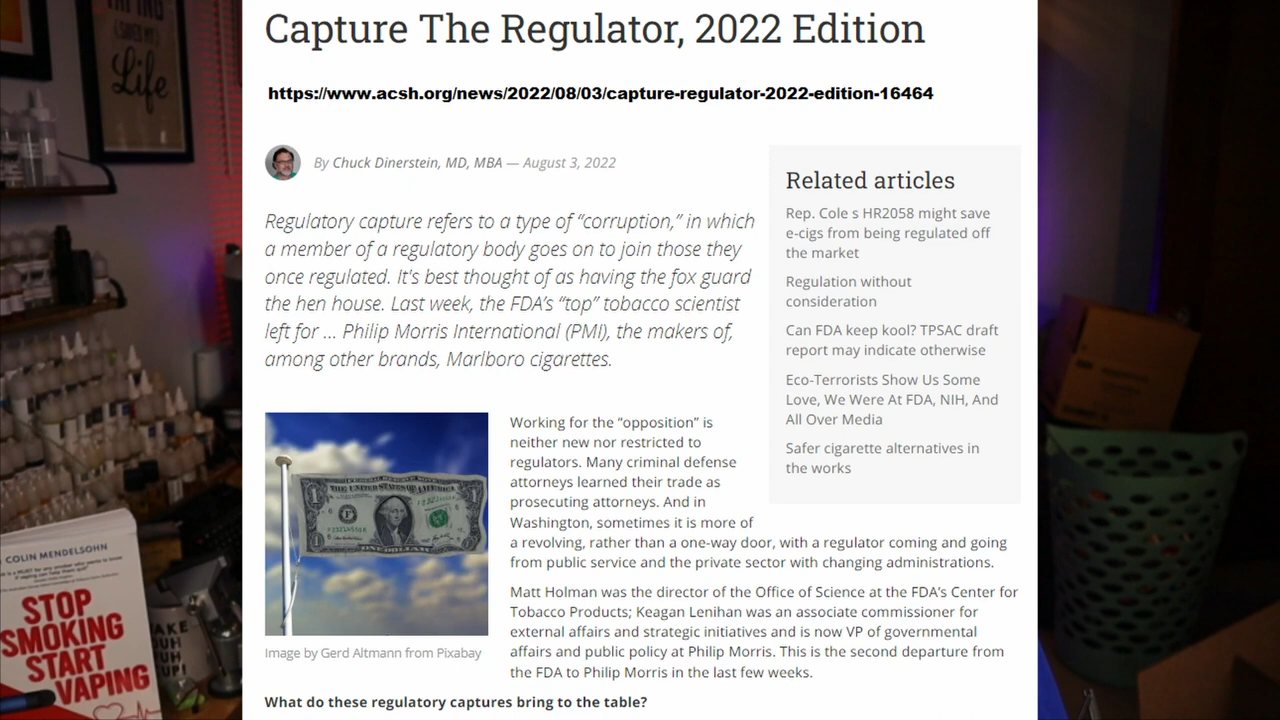 Capture The Regulator, 2022 Edition
https://www.acsh.org/news/2022/08/03/capture-regulator-2022-edition-16464
By Chuck Dinerstein, MD, MBA — August 3, 2022
Regulatory capture refers to a type of “corruption,” in which
a member of a regulatory body goes on to join those they
once regulated. It's best thought of as having the fox guard
the hen house. Last week, the FDA’s “top” tobacco scientist
left for ... Philip Morris International (PMI), the makers of,
among other brands, Marlboro cigarettes.
Related articles
Rep. Cole s HR2058 might save
e-cigs from being regulated off
the market
Regulation without
consideration
Can FDA keep kool? TPSAC draft
report may indicate otherwise
Eco-Terrorists Show Us Some
Love, We Were At FDA, NIH, And
All Over Media
Safer cigarette alternatives in
the works
Working for the “opposition” is
neither new nor restricted to
regulators. Many criminal defense
attorneys learned their trade as
prosecuting attorneys. And in
Washington, sometimes it is more of
a revolving, rather than a one-way door, with a regulator coming and going
from public service and the private sector with changing administrations.
Matt Holman was the director of the Office of Science at the FDA’s Center for
Tobacco Products; Keagan Lenihan was an associate commissioner for
external affairs and strategic initiatives and is now VP of governmental
affairs and public policy at Philip Morris. This is the second departure from
the FDA to Philip Morris in the last few weeks.
Image by Gerd Altmann from Pixabay
What do these regulatory captures bring to the table?
THE UNITED STATES OF AMERICA
ONE DOLLAR
Life
COLIN MENDELSOHN
STOP
SMOKING
START
VAPING